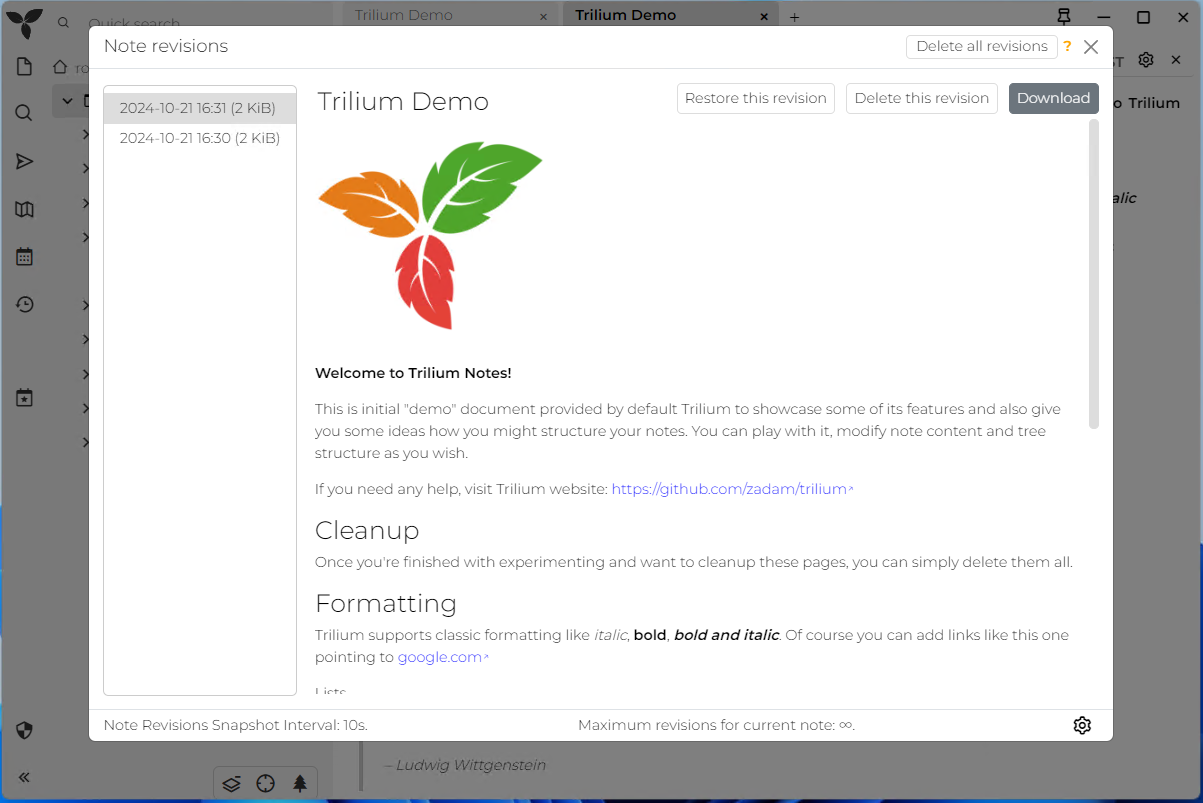 Trilium Demo
Trilium Demo
Quick search
Note revisions
Delete all revisions
?
ro
2024-10-21 16:31 (2 KiB)
2024-10-21 16:30 (2 KiB)
Trilium Demo
Restore this revision
Delete this revision
Download
Trilium
Welcome to Trilium Notes!
This is initial "demo" document provided by default Trilium to showcase some of its features and also give
you some ideas how you might structure your notes. You can play with it, modify note content and tree
structure as you wish.
If you need any help, visit Trilium website: https://github.com/zadam/trilium
Cleanup
Once you're finished with experimenting and want to cleanup these pages, you can simply delete them all.
Formatting
Trilium supports classic formatting like italic, bold, bold and italic. Of course you can add links like this one
pointing to google.com
Lists
Note Revisions Snapshot Interval: 10s.
Maximum revisions for current note: ∞.
– Ludwig Wittgenstein